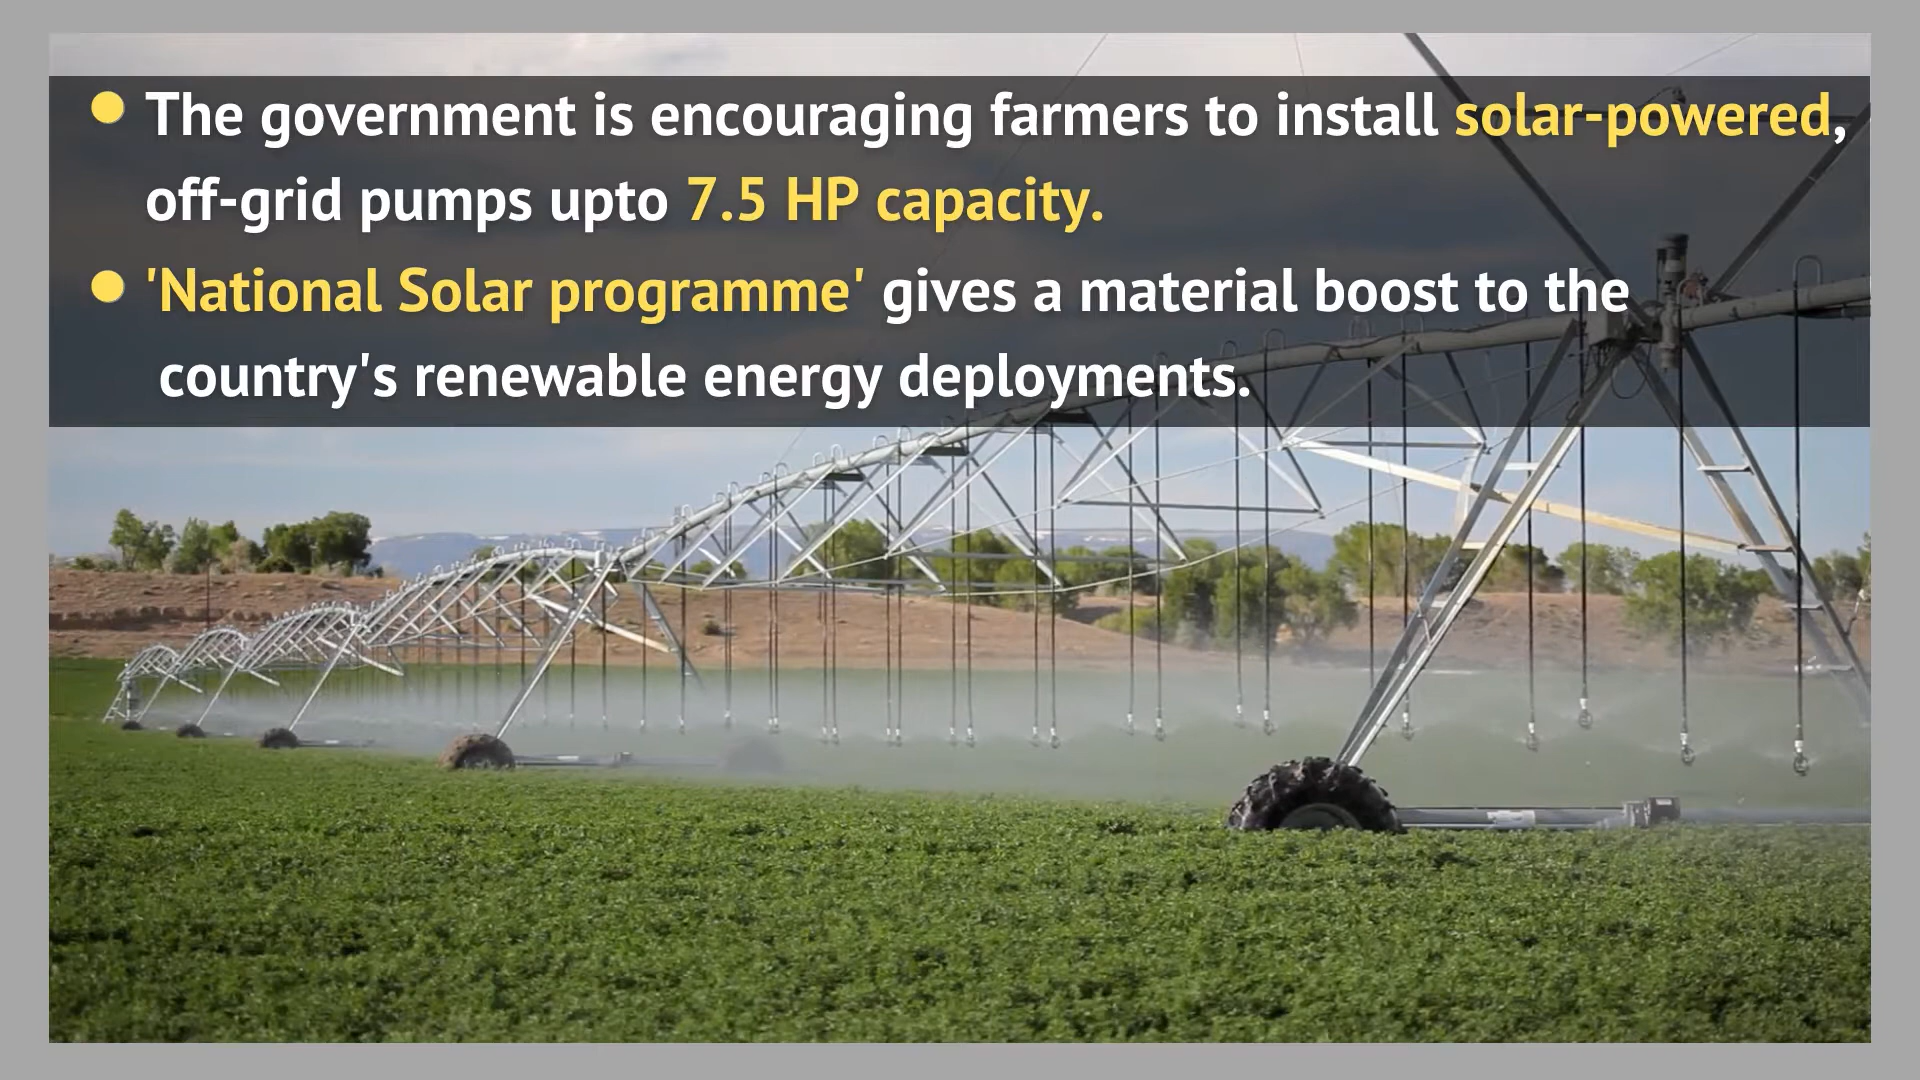 The government is encouraging farmers to install solar-powered,
off-grid pumps upto 7.5 HP capacity.
'National Solar programme' gives a material boost to the
country's renewable energy deployments.